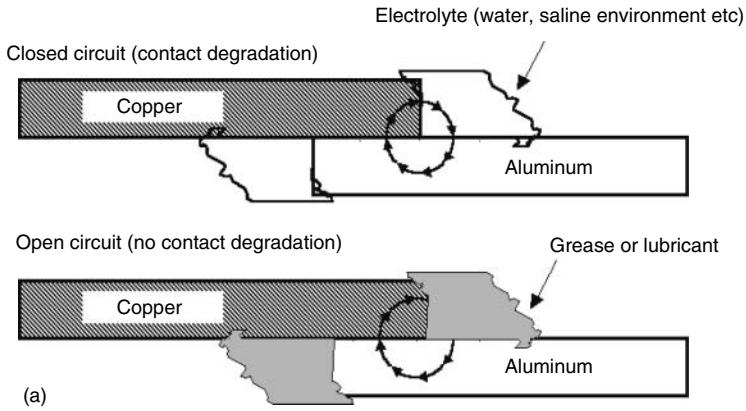 Electrolyte (water, saline environment etc)
Closed circuit (contact degradation)
Copper
Aluminum
Open circuit (no contact degradation)
Grease or lubricant
Copper
Aluminum
(a)